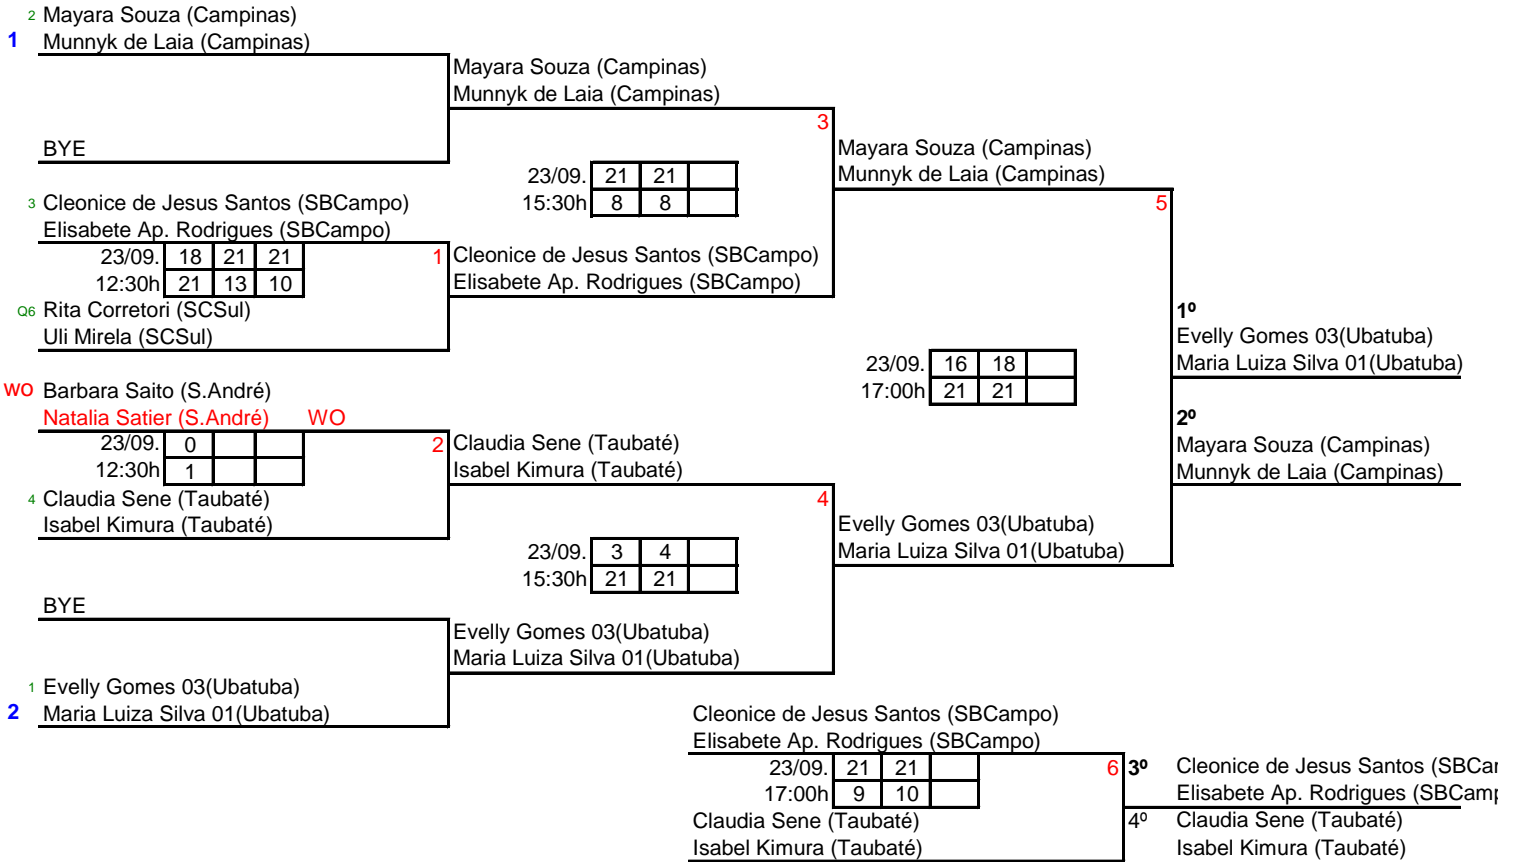 2 Mayara Souza (Campinas)
1 Munnyk de Laia (Campinas)
Mayara Souza (Campinas)
Munnyk de Laia (Campinas)
3
BYE
Mayara Souza (Campinas)
Munnyk de Laia (Campinas)
23/09. 21 21
15:30h 8 8
5
3 Cleonice de Jesus Santos (SBCampo)
Elisabete Ap. Rodrigues (SBCampo)
23/09. 18 21 21
12:30h 21 13 10
1
Cleonice de Jesus Santos (SBCampo)
Elisabete Ap. Rodrigues (SBCampo)
Q6 Rita Corretori (SCSul)
Uli Mirela (SCSul)
1º
Evelly Gomes 03(Ubatuba)
Maria Luiza Silva 01(Ubatuba)
23/09. 16 18
17:00h 21 21
WO Barbara Saito (S.André)
Natalia Satier (S.André) WO
23/09. 0
12:30h 1
2
Claudia Sene (Taubaté)
Isabel Kimura (Taubaté)
2º
Mayara Souza (Campinas)
Munnyk de Laia (Campinas)
4 Claudia Sene (Taubaté)
Isabel Kimura (Taubaté)
4
Evelly Gomes 03(Ubatuba)
Maria Luiza Silva 01(Ubatuba)
23/09. 3 4
15:30h 21 21
BYE
Evelly Gomes 03(Ubatuba)
Maria Luiza Silva 01(Ubatuba)
1 Evelly Gomes 03(Ubatuba)
2 Maria Luiza Silva 01(Ubatuba)
Cleonice de Jesus Santos (SBCampo)
Elisabete Ap. Rodrigues (SBCampo)
23/09. 21 21
17:00h 9 10
6
3º Cleonice de Jesus Santos (SBCar
Elisabete Ap. Rodrigues (SBCamp
Claudia Sene (Taubaté)
Isabel Kimura (Taubaté)
4º Claudia Sene (Taubaté)
Isabel Kimura (Taubaté)